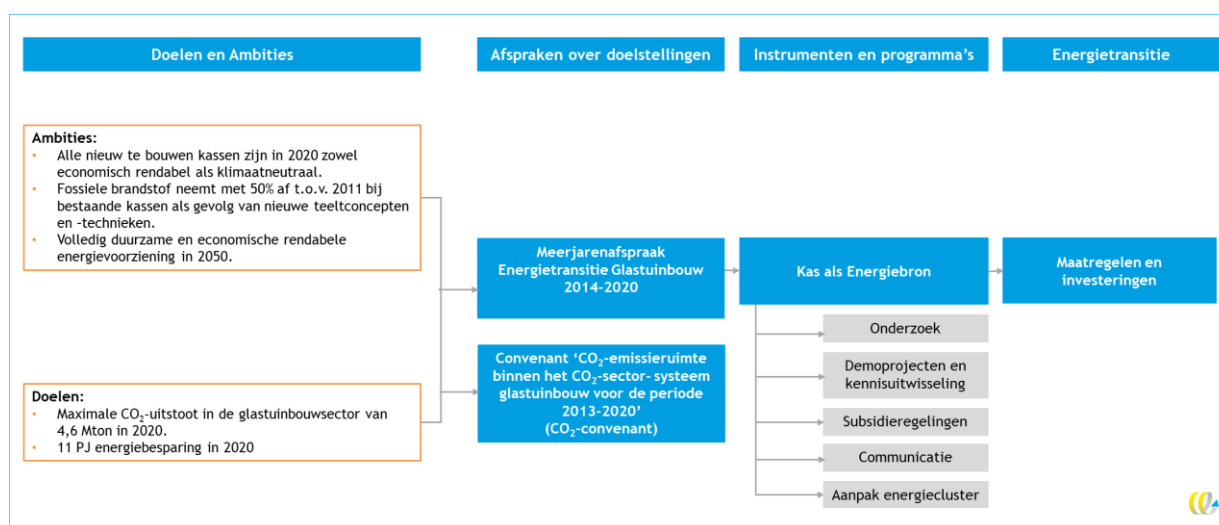 Doelen en Ambities
Afspraken over doelstellingen
Instrumenten en programma's
Energietransitie
Ambities:
• Alle nieuw te bouwen kassen zijn in 2020 zowel
economisch rendabel als klimaatneutraal.
• Fossiele brandstof neemt met 50% af t.o.v. 2011 bij
bestaande kassen als gevolg van nieuwe teeltconcepten
en -technieken.
• Volledig duurzame en economische rendabele
energievoorziening in 2050.
Doelen:
• Maximale CO₂-uitstoot in de glastuinbouwsector van
4,6 Mton in 2020.
• 11 PJ energiebesparing in 2020
Meerjarenafspraak
Energietransitie Glastuinbouw
2014-2020
Convenant ‘CO₂-emissieruimte
binnen het CO₂-sector- systeem
glastuinbouw voor de periode
2013-2020’
(CO₂-convenant)
Kas als Energiebron
Onderzoek
Demoprojecten en
kennisuitwisseling
Subsidieregelingen
Communicatie
Aanpak energiecluster
Maatregelen en
investeringen